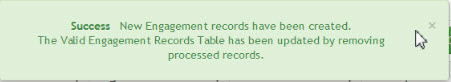 Success New Engagement records have been created.
The Valid Engagement Records Table has been updated by removing
processed records.